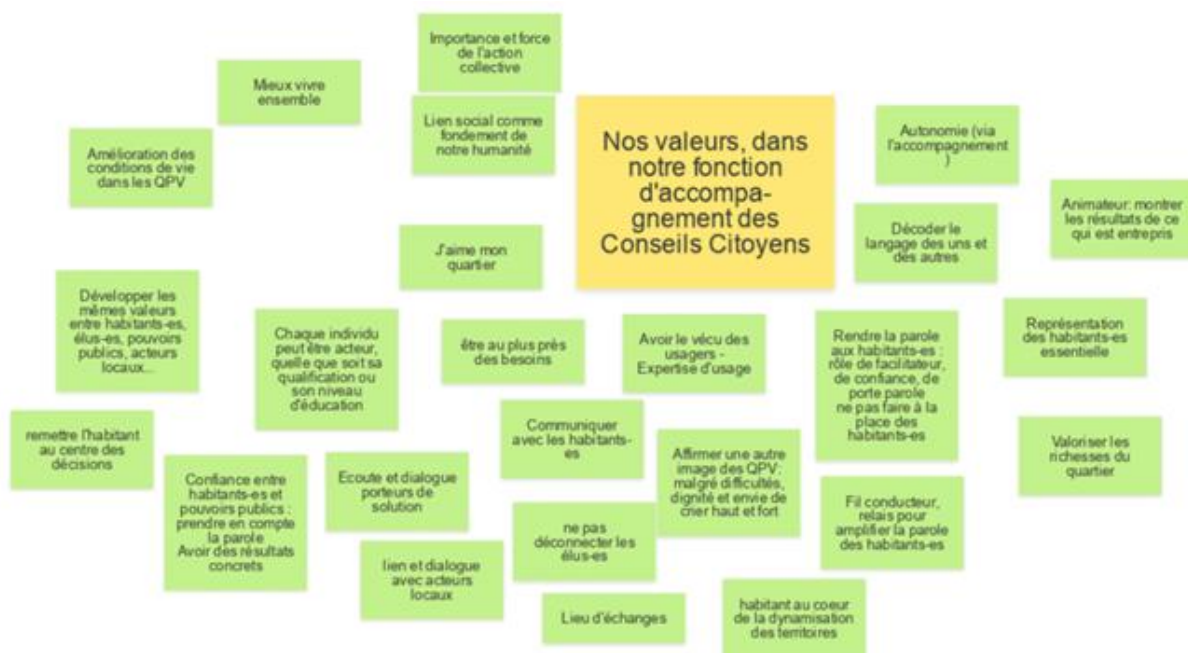 Importance et force
de l'action
collective
Mieux vivre
ensemble
Lien social comme
fondement de
notre humanité
Nos valeurs, dans
notre fonction
d'accompa-
gnement des
Conseils Citoyens
Autonomie (via
l'accompagnement
)
Amélioration des
conditions de vie
dans les QPV
Animateur: montrer
les résultats de ce
qui est entrepris
Décoder le
langage des uns et
des autres
J'aime mon
quartier
Développer les
mêmes valeurs
entre habitants-es,
élus-es, pouvoirs
publics, acteurs
locaux...
Chaque individu
peut être acteur,
quelle que soit sa
qualification ou
son niveau
d'éducation
être au plus près
des besoins
Avoir le vécu des
usagers -
Expertise d'usage
Rendre la parole
aux habitants-es :
rôle de facilitateur,
de confiance, de
porte parole
ne pas faire à la
place des
habitants-es
Représentation
des habitants-es
essentielle
remettre l'habitant
au centre des
décisions
Communiquer
avec les habitants-
es
Affirmer une autre
image des QPV:
malgré difficultés,
dignité et envie de
crier haut et fort
Valoriser les
richesses du
quartier
Confiance entre
habitants-es et
pouvoirs publics :
prendre en compte
la parole
Avoir des résultats
concrets
Ecoute et dialogue
porteurs de
solution
Fil conducteur,
relais pour
amplifier la parole
des habitants-es
ne pas
déconnecter les
élus-es
lien et dialogue
avec acteurs
locaux
Lieu d'échanges
habitant au coeur
de la dynamisation
des territoires